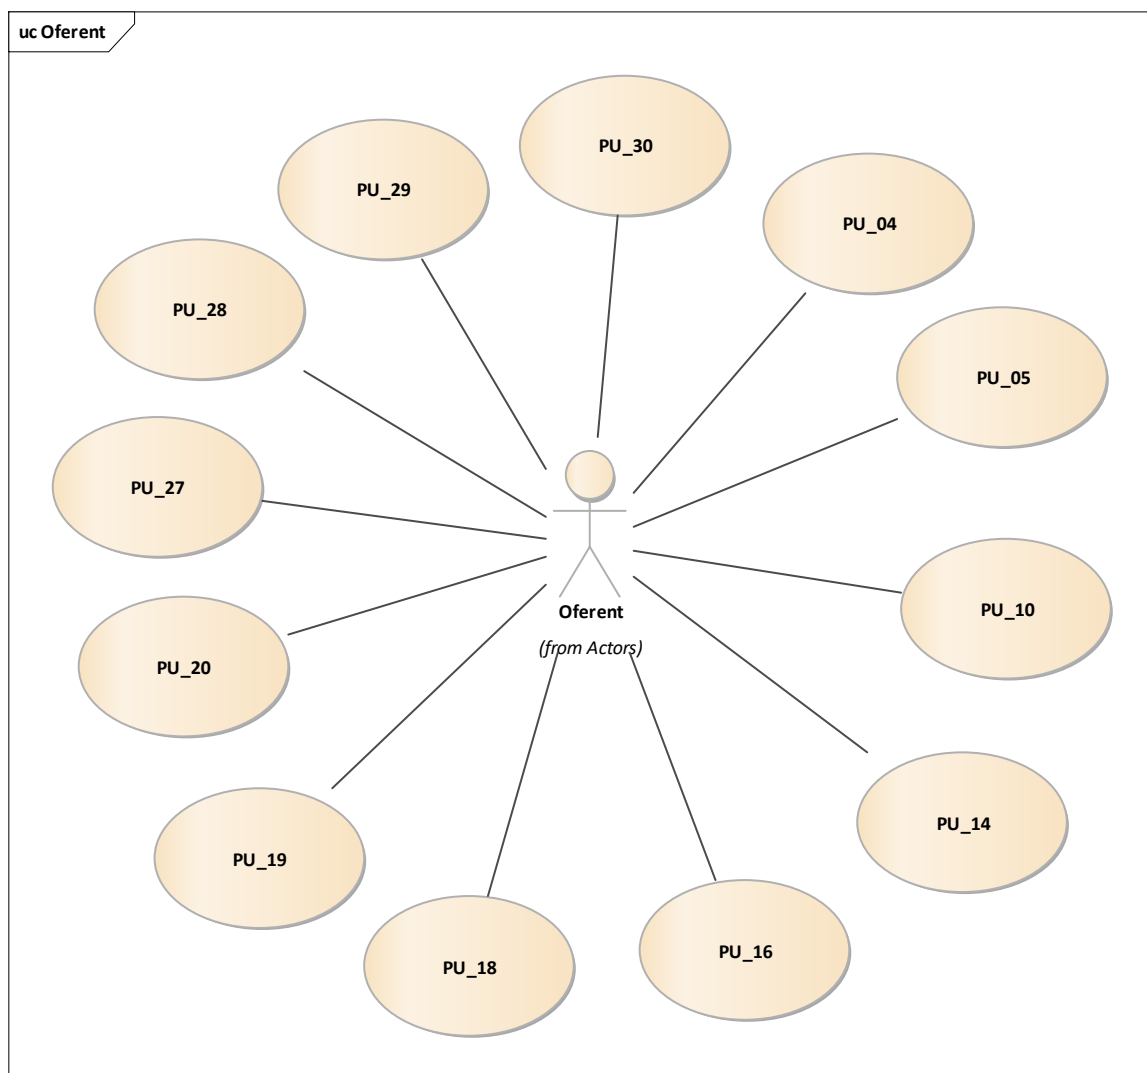 uc Oferent
PU_30
PU_29
PU_04
PU_28
PU_05
PU_27
PU_10
Oferent
(from Actors)
PU_20
PU_14
PU_19
PU_16
PU_18